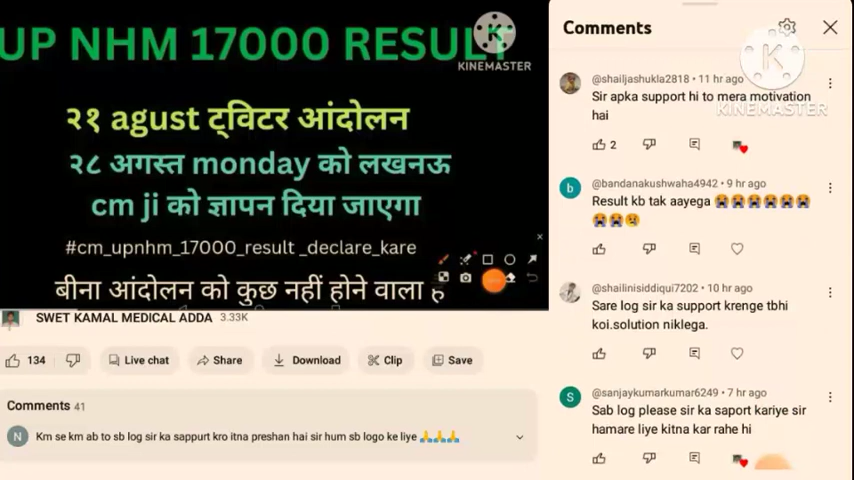 UP NHM 17000 RESULT
KINEMASTER
२१ agust ट्विटर आंदोलन
२८ अगस्त monday को लखनऊ
cm ji को ज्ञापन दिया जाएगा
#cm_upnhm_17000_result _declare_kare
बीना आंदोलन को कुछ नहीं होने वाला है
SWET KAMAL MEDICAL ADDA 3.33K
134 Live chat Share Download Clip Save
Comments 41
N Km se km ab to sb log sir ka sappurt kro itna preshan hai sir hum sb logo ke liye 🙏🙏🙏
Comments
KINEMASTER
@shailjashukla2818 • 11 hr ago
Sir apka support hi to mera motivation
hai
2
b @bandanakushwaha4942 • 9 hr ago
Result kb tak aayega 😭😭😭😭😭😭
😭😭😢
@shailinisiddiqui7202 • 10 hr ago
Sare log sir ka support krenge tbhi
koi.solution niklega.
S @sanjaykumarkumar6249 • 7 hr ago
Sab log please sir ka saport kariye sir
hamare liye kitna kar rahe hi